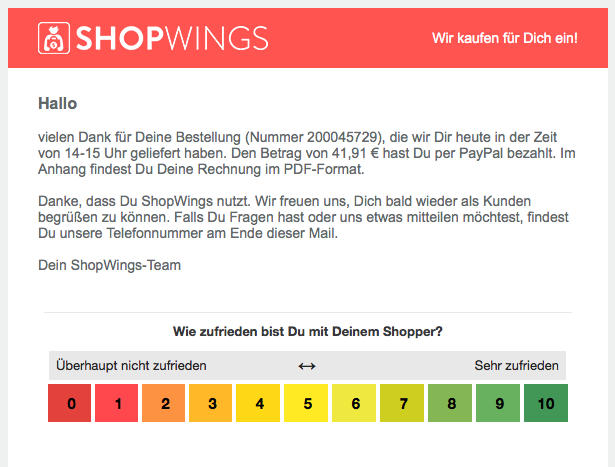 SHOPWINGS
Wir kaufen für Dich ein!
Hallo
vielen Dank für Deine Bestellung (Nummer 200045729), die wir Dir heute in der Zeit
von 14-15 Uhr geliefert haben. Den Betrag von 41,91 € hast Du per PayPal bezahlt. Im
Anhang findest Du Deine Rechnung im PDF-Format.
Danke, dass Du ShopWings nutzt. Wir freuen uns, Dich bald wieder als Kunden
begrüßen zu können. Falls Du Fragen hast oder uns etwas mitteilen möchtest, findest
Du unsere Telefonnummer am Ende dieser Mail.
Dein ShopWings-Team
Wie zufrieden bist Du mit Deinem Shopper?
Überhaupt nicht zufrieden ↔ Sehr zufrieden
0 1 2 3 4 5 6 7 8 9 10